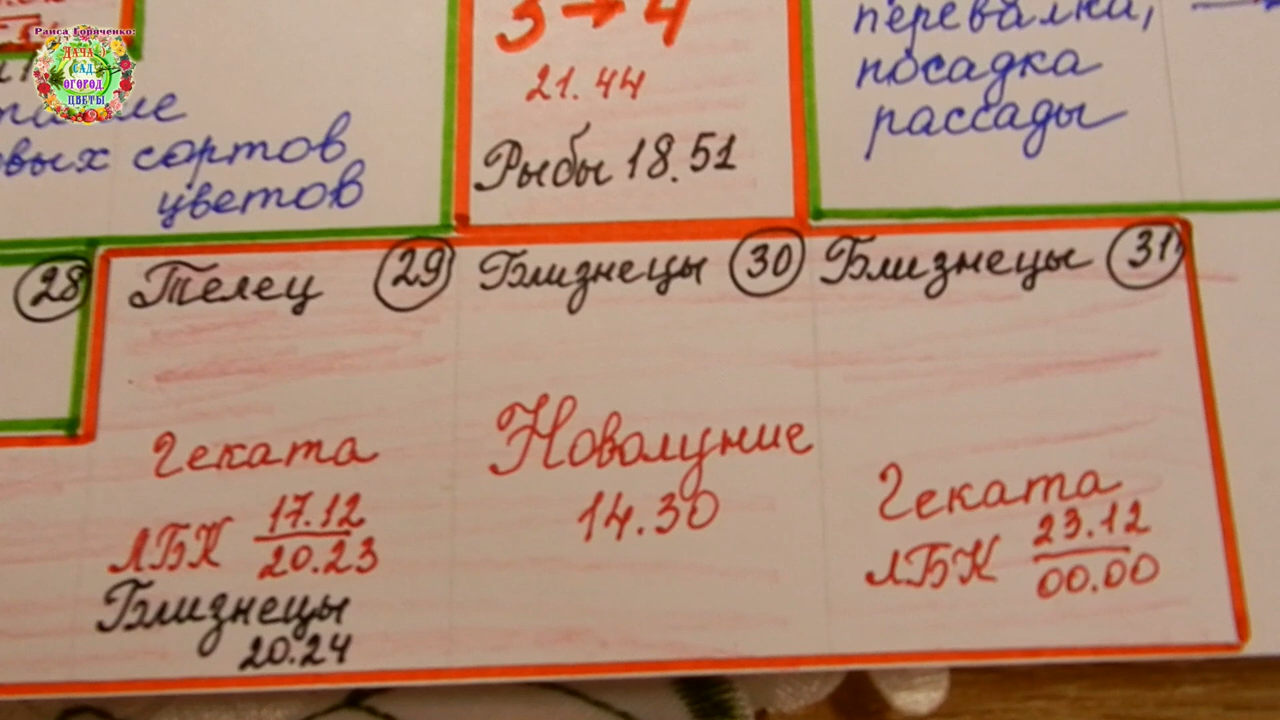 Раиса Горяченко:
ДАЧА
САД
ОГОРОД
ЦВЕТЫ
сортов
цветов
3→4
21.44
Рыбы 18.51
перевалка,
посадка
рассады
28
Телец 29
Геката
ЛБК 17.12
20.23
Близнецы
20.24
Близнецы 30
Новолуние
14.30
Близнецы 31
Геката
ЛБК 23.12
00.00